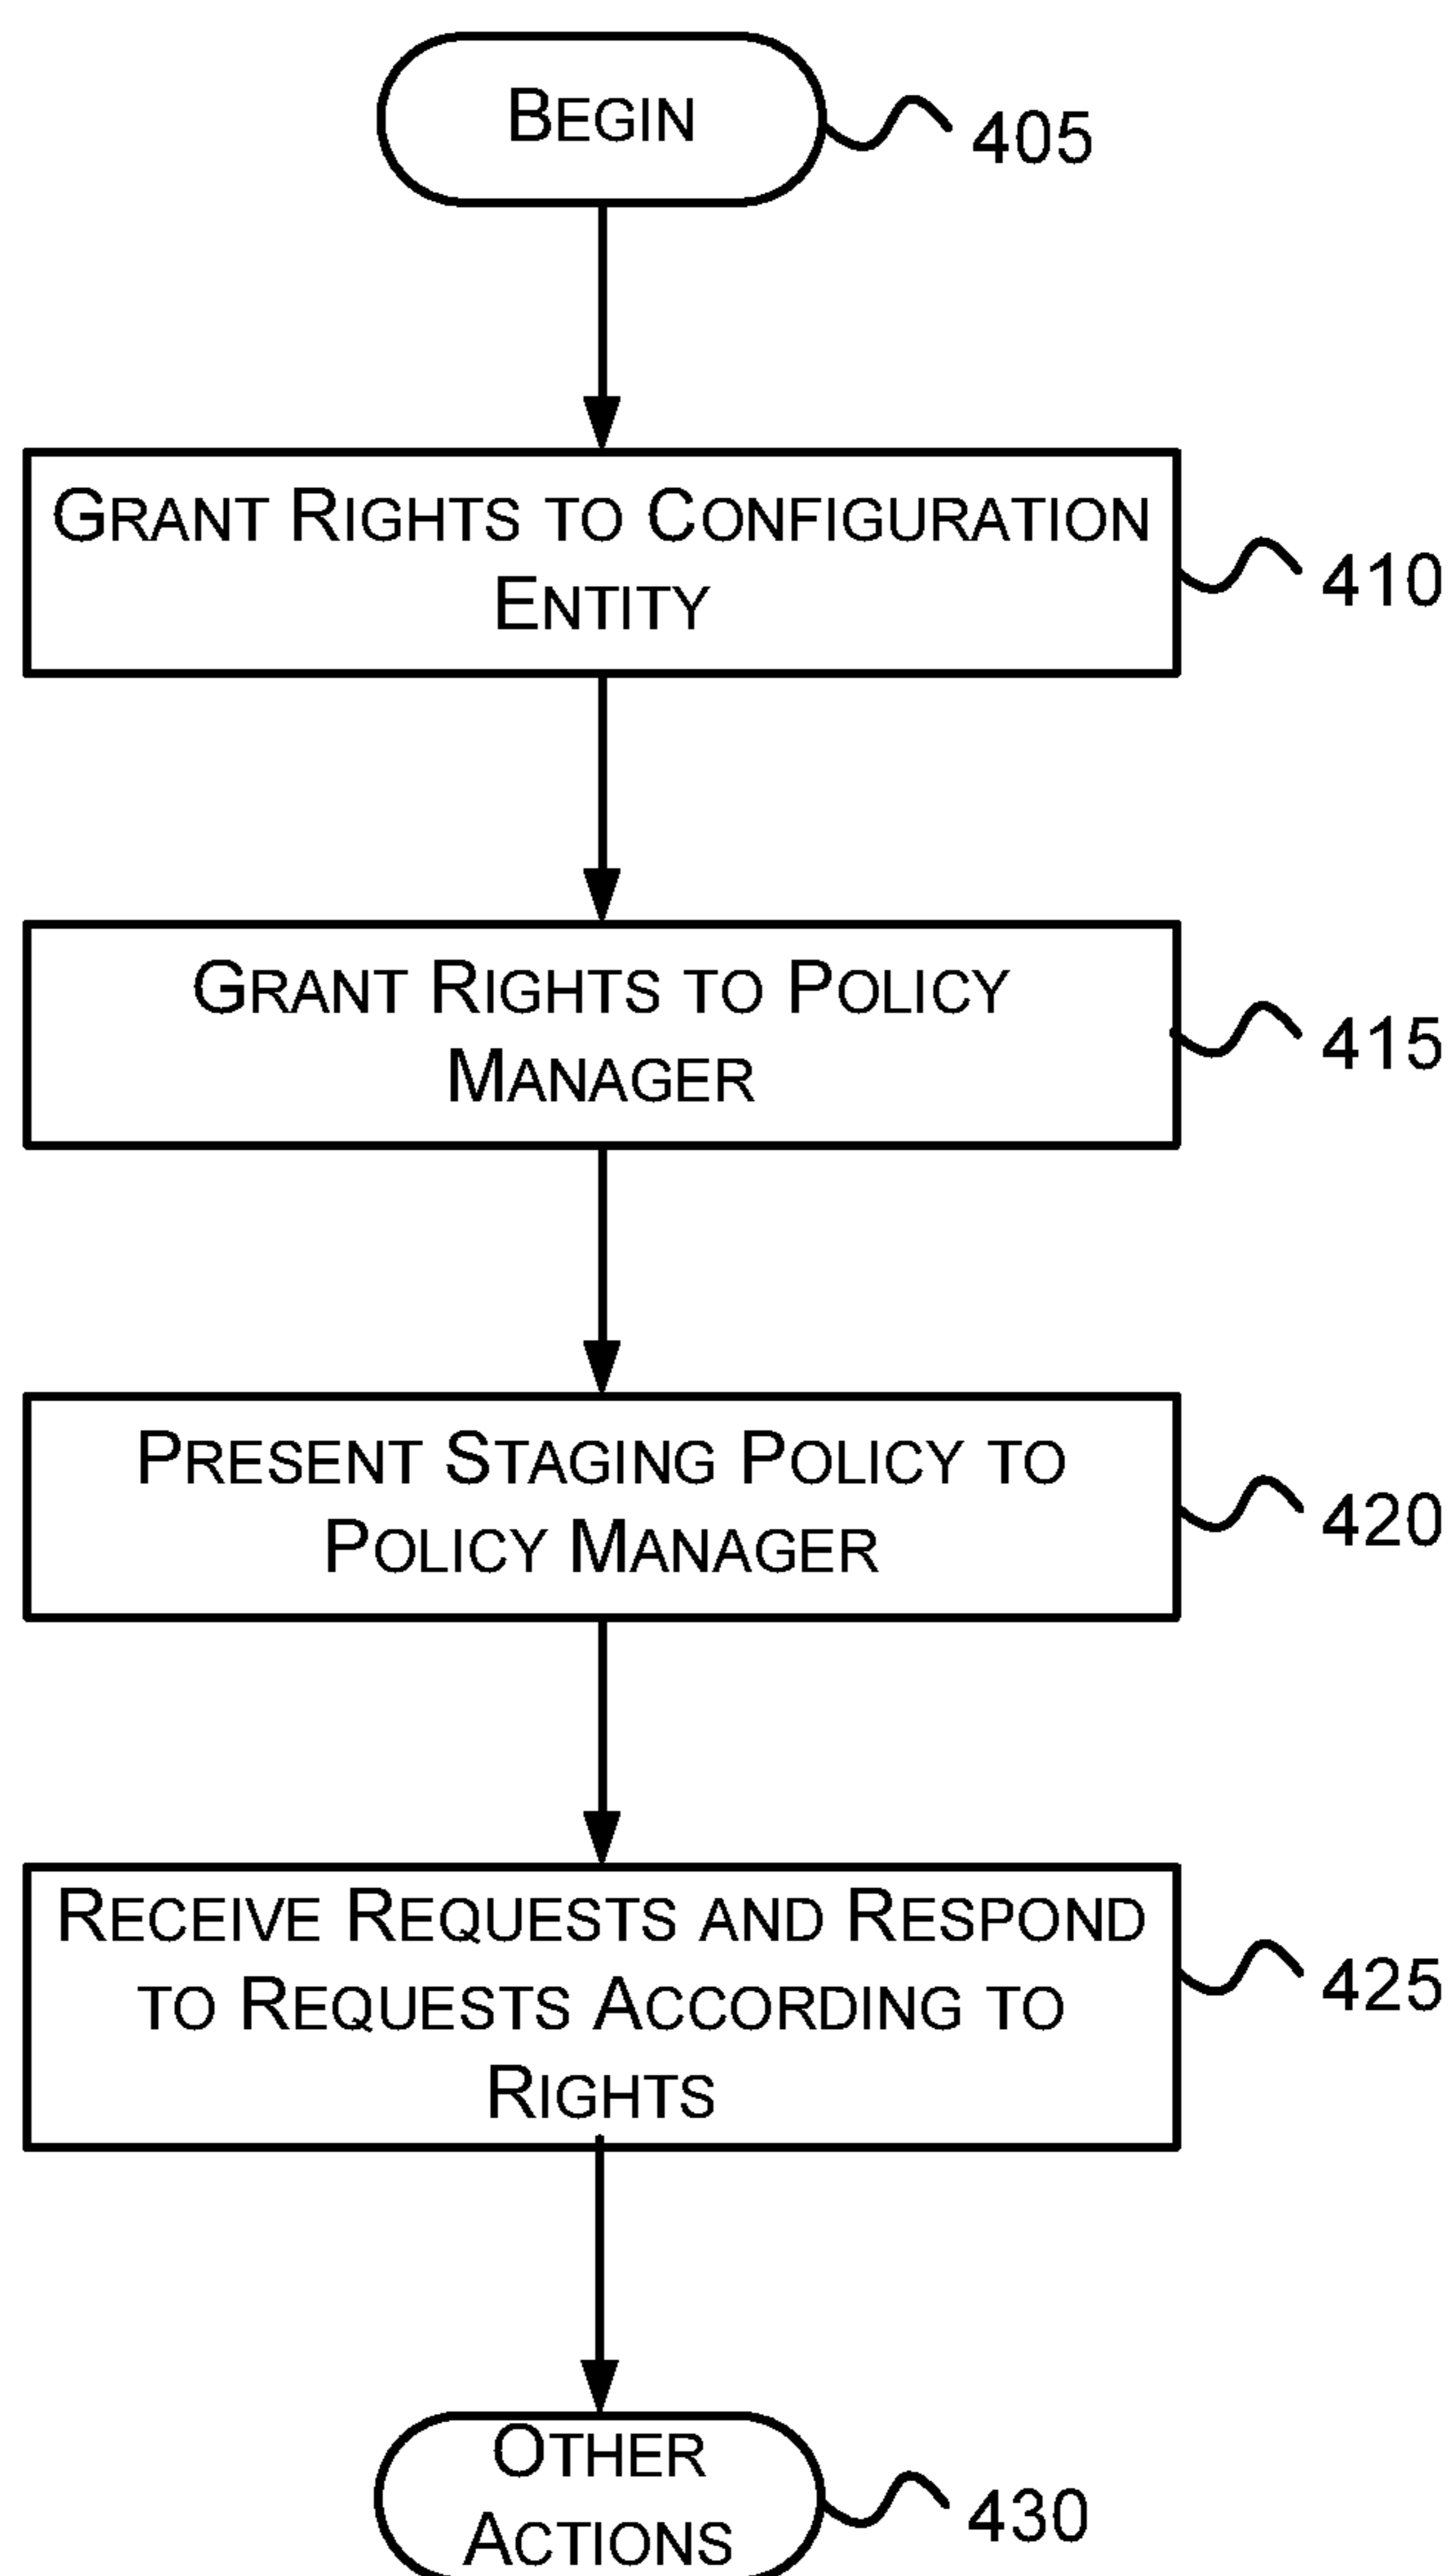 BEGIN
405
GRANT RIGHTS TO CONFIGURATION
ENTITY
410
GRANT RIGHTS TO POLICY
MANAGER
415
PRESENT STAGING POLICY TO
POLICY MANAGER
420
RECEIVE REQUESTS AND RESPOND
TO REQUESTS ACCORDING TO
RIGHTS
425
OTHER
ACTIONS
430